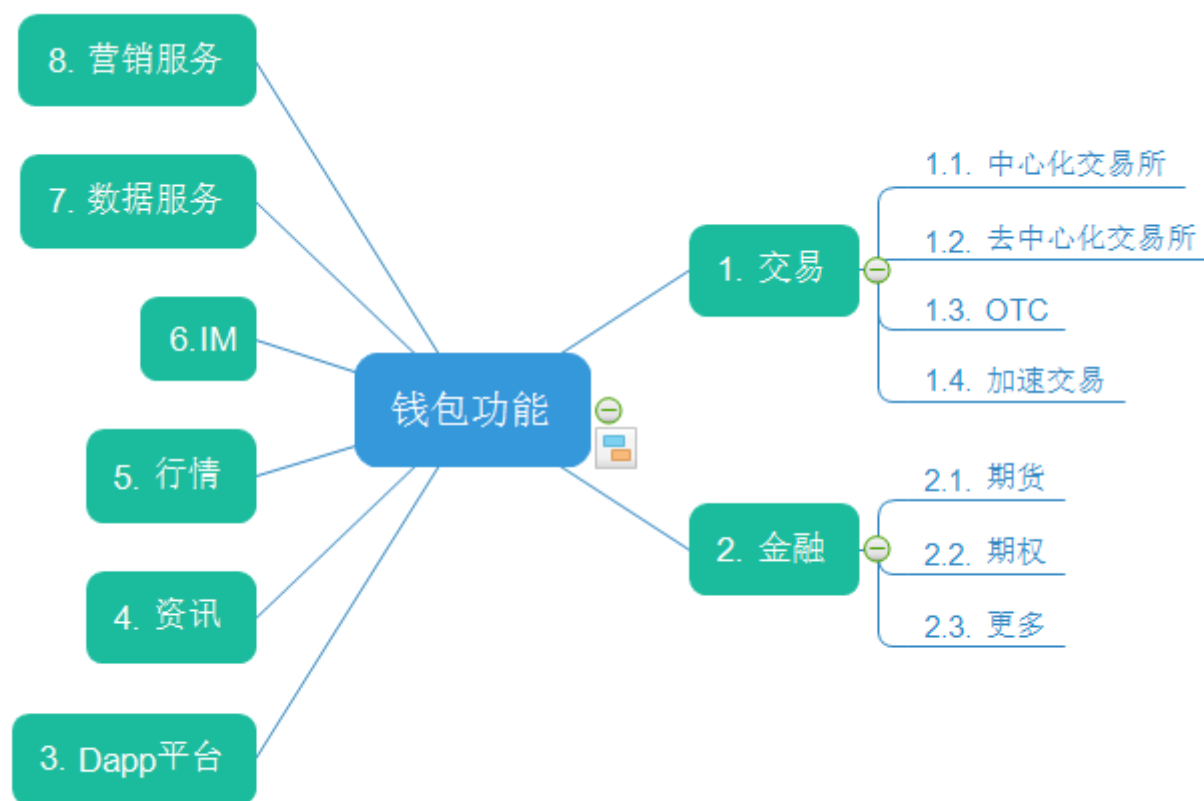 钱包功能
1. 交易
1.1. 中心化交易所
1.2. 去中心化交易所
1.3. OTC
1.4. 加速交易
2. 金融
2.1. 期货
2.2. 期权
2.3. 更多
3. Dapp平台
4. 资讯
5. 行情
6.IM
7. 数据服务
8. 营销服务